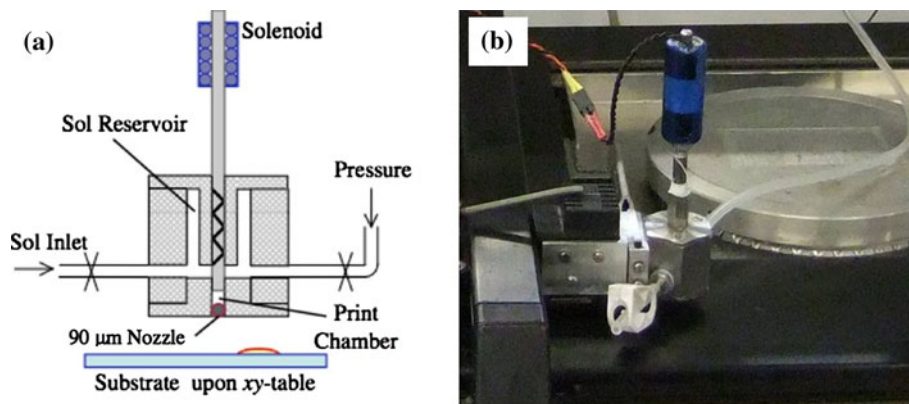 (a)
Solenoid
Sol Reservoir
Pressure
Sol Inlet
Print
Chamber
90 µm Nozzle
Substrate upon xy-table
(b)